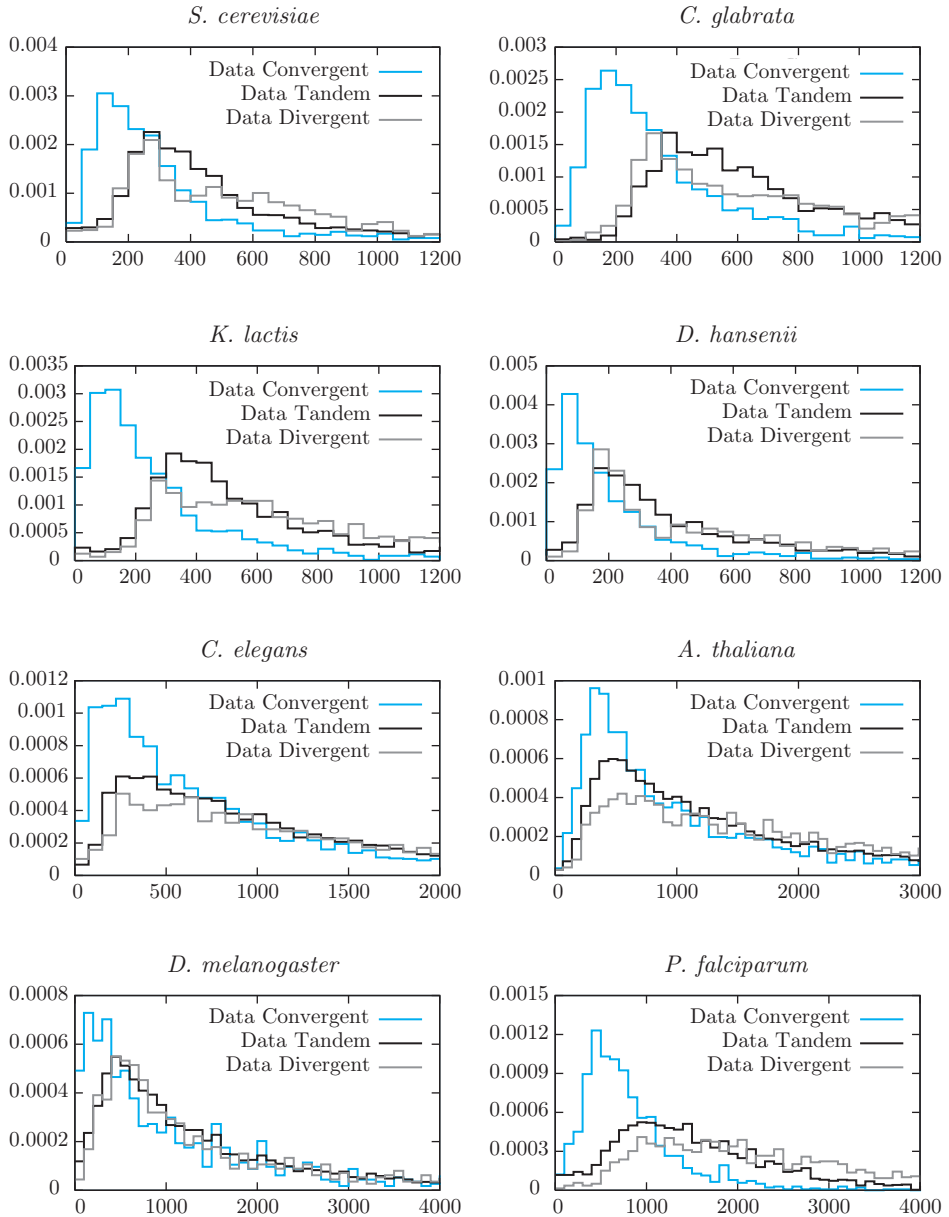 S. cerevisiae
0.004
0.003
0.002
0.001
0
0 200 400 600 800 1000 1200
Data Convergent
Data Tandem
Data Divergent
C. glabrata
0.003
0.0025
0.002
0.0015
0.001
0.0005
0
0 200 400 600 800 1000 1200
Data Convergent
Data Tandem
Data Divergent
K. lactis
0.0035
0.003
0.0025
0.002
0.0015
0.001
0.0005
0
0 200 400 600 800 1000 1200
Data Convergent
Data Tandem
Data Divergent
D. hansenii
0.005
0.004
0.003
0.002
0.001
0
0 200 400 600 800 1000 1200
Data Convergent
Data Tandem
Data Divergent
C. elegans
0.0012
0.001
0.0008
0.0006
0.0004
0.0002
0
0 500 1000 1500 2000
Data Convergent
Data Tandem
Data Divergent
A. thaliana
0.001
0.0008
0.0006
0.0004
0.0002
0
0 1000 2000 3000
Data Convergent
Data Tandem
Data Divergent
D. melanogaster
0.0008
0.0006
0.0004
0.0002
0
0 1000 2000 3000 4000
Data Convergent
Data Tandem
Data Divergent
P. falciparum
0.0015
0.0012
0.0009
0.0006
0.0003
0
0 1000 2000 3000 4000
Data Convergent
Data Tandem
Data Divergent